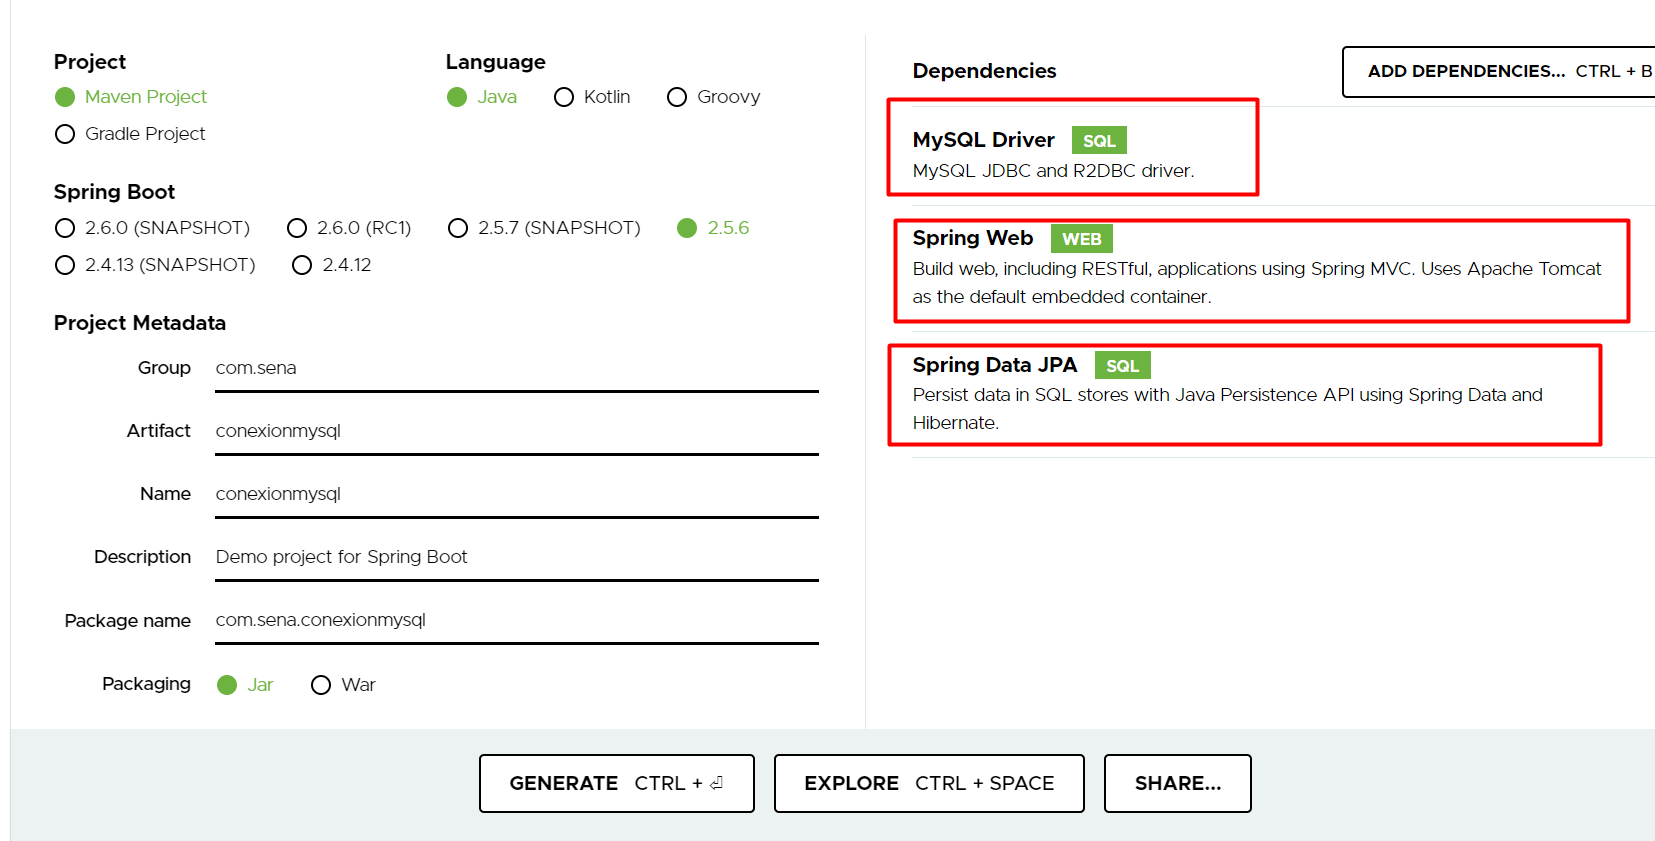 Project
Maven Project
Gradle Project
Language
Java Kotlin Groovy
Spring Boot
2.6.0 (SNAPSHOT) 2.6.0 (RC1) 2.5.7 (SNAPSHOT) 2.5.6
2.4.13 (SNAPSHOT) 2.4.12
Project Metadata
Group com.sena
Artifact conexionmysql
Name conexionmysql
Description Demo project for Spring Boot
Package name com.sena.conexionmysql
Packaging Jar War
Dependencies
ADD DEPENDENCIES... CTRL + B
MySQL Driver SQL
MySQL JDBC and R2DBC driver.
Spring Web WEB
Build web, including RESTful, applications using Spring MVC. Uses Apache Tomcat
as the default embedded container.
Spring Data JPA SQL
Persist data in SQL stores with Java Persistence API using Spring Data and
Hibernate.
GENERATE CTRL + ⏎
EXPLORE CTRL + SPACE
SHARE...